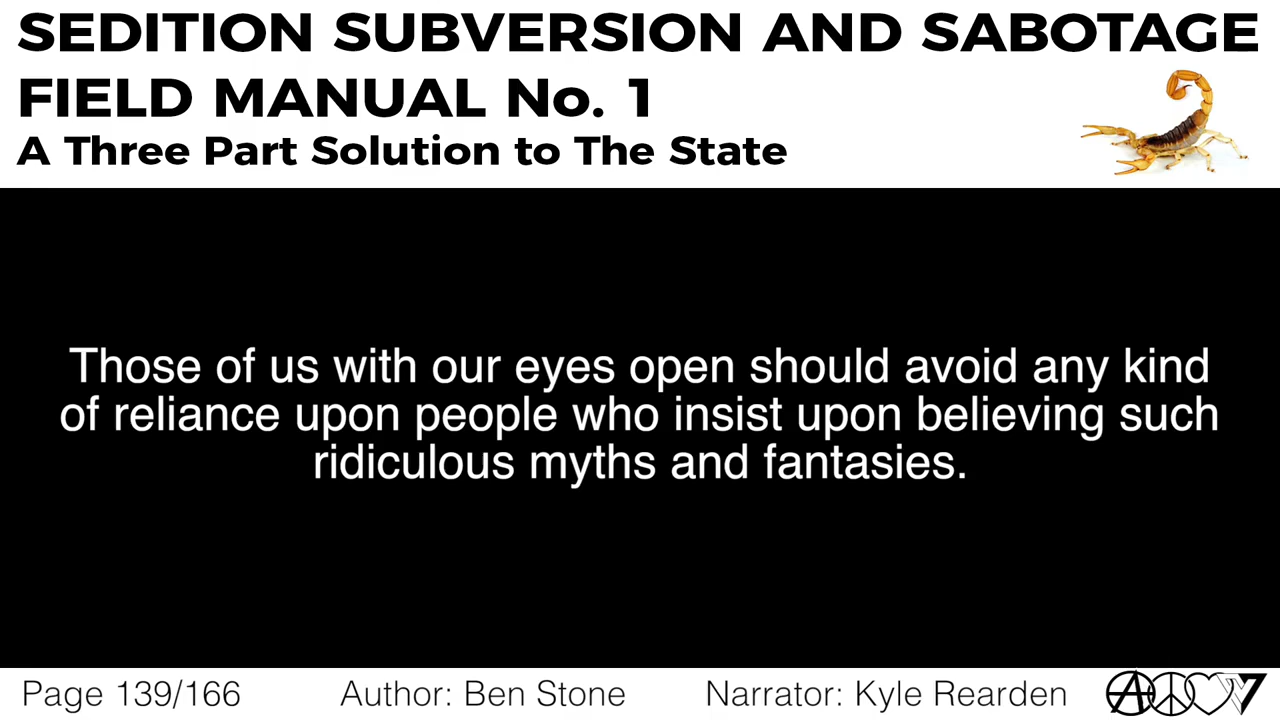 SEDITION SUBVERSION AND SABOTAGE
FIELD MANUAL No. 1
A Three Part Solution to The State
Those of us with our eyes open should avoid any kind
of reliance upon people who insist upon believing such
ridiculous myths and fantasies.
Page 139/166 Author: Ben Stone Narrator: Kyle Rearden